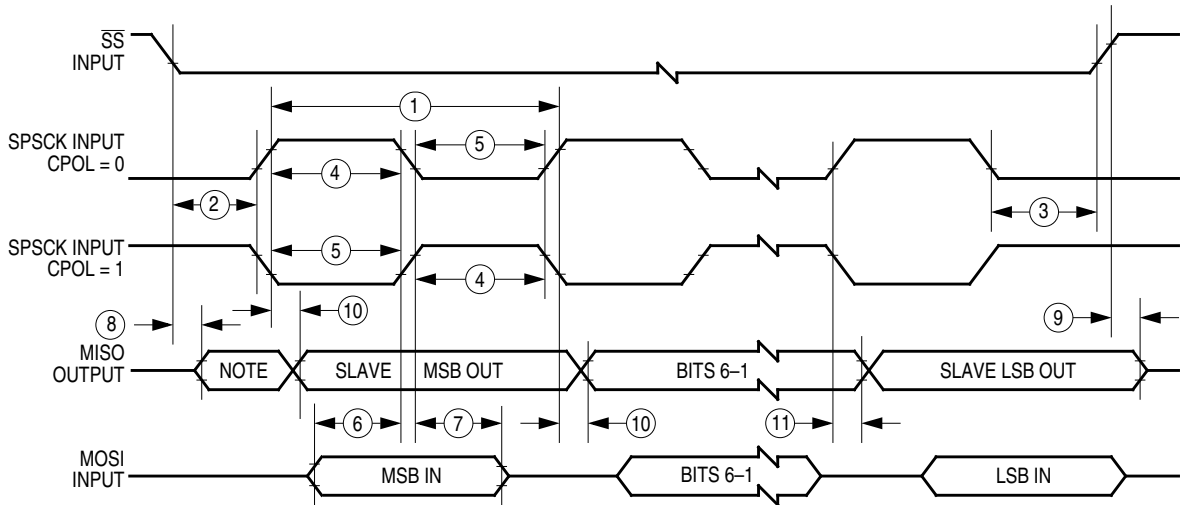 SS
INPUT
1
SPSCK INPUT
CPOL = 0
5
4
2
3
SPSCK INPUT
CPOL = 1
5
4
8
10
9
MISO
OUTPUT
NOTE
SLAVE MSB OUT
BITS 6–1
SLAVE LSB OUT
6
7
10
11
MOSI
INPUT
MSB IN
BITS 6–1
LSB IN